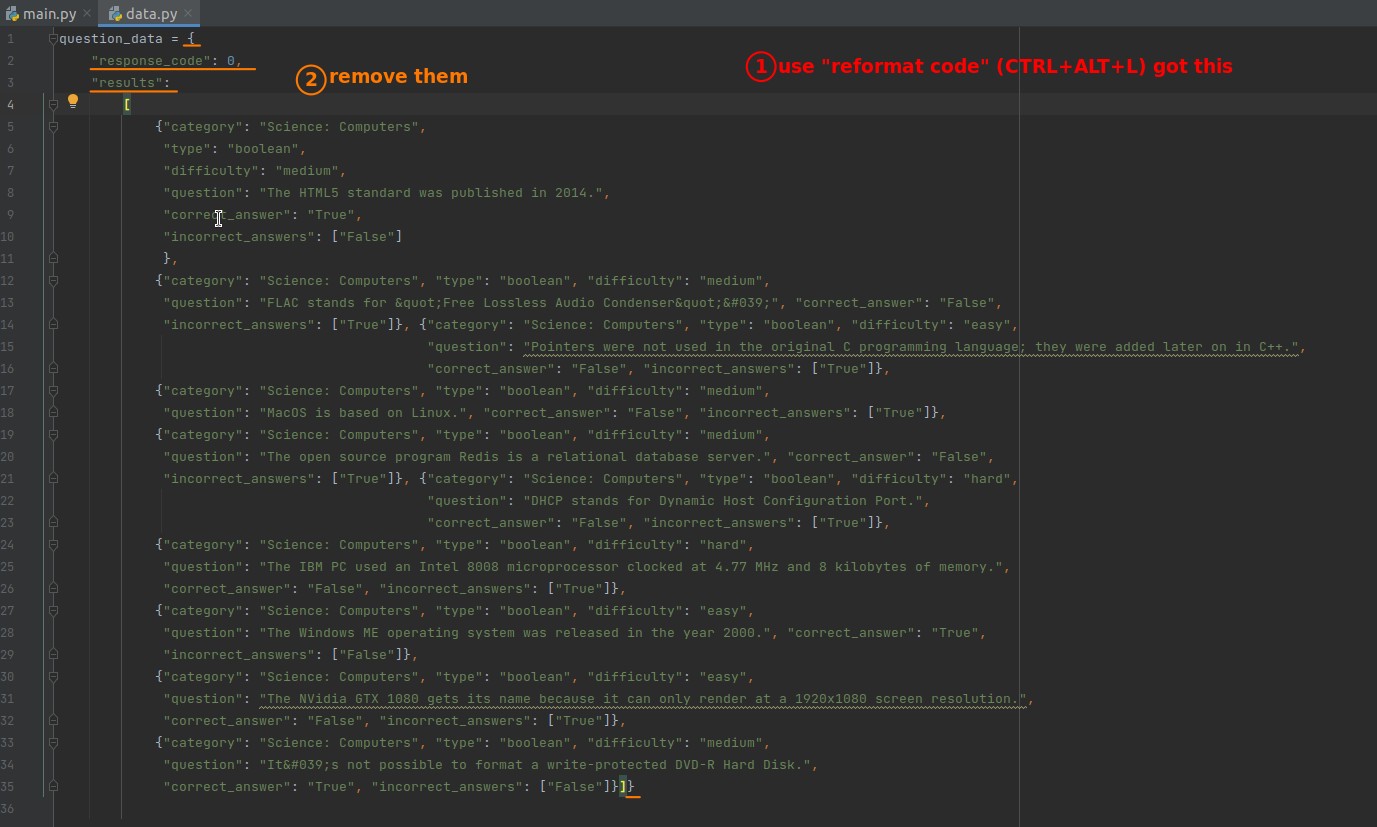 main.py data.py
1 question_data = {
2 "response_code": 0,
① use "reformat code" (CTRL+ALT+L) got this
② remove them
3 "results":
4 [
5 {"category": "Science: Computers",
6 "type": "boolean",
7 "difficulty": "medium",
8 "question": "The HTML5 standard was published in 2014.",
9 "correct_answer": "True",
10 "incorrect_answers": ["False"]
11 },
12 {"category": "Science: Computers", "type": "boolean", "difficulty": "medium",
13 "question": "FLAC stands for &quot;Free Lossless Audio Condenser&quot;&#039;", "correct_answer": "False",
14 "incorrect_answers": ["True"]}, {"category": "Science: Computers", "type": "boolean", "difficulty": "easy",
15 "question": "Pointers were not used in the original C programming language; they were added later on in C++.",
16 "correct_answer": "False", "incorrect_answers": ["True"]},
17 {"category": "Science: Computers", "type": "boolean", "difficulty": "medium",
18 "question": "MacOS is based on Linux.", "correct_answer": "False", "incorrect_answers": ["True"]},
19 {"category": "Science: Computers", "type": "boolean", "difficulty": "medium",
20 "question": "The open source program Redis is a relational database server.", "correct_answer": "False",
21 "incorrect_answers": ["True"]}, {"category": "Science: Computers", "type": "boolean", "difficulty": "hard",
22 "question": "DHCP stands for Dynamic Host Configuration Port.",
23 "correct_answer": "False", "incorrect_answers": ["True"]},
24 {"category": "Science: Computers", "type": "boolean", "difficulty": "hard",
25 "question": "The IBM PC used an Intel 8008 microprocessor clocked at 4.77 MHz and 8 kilobytes of memory.",
26 "correct_answer": "False", "incorrect_answers": ["True"]},
27 {"category": "Science: Computers", "type": "boolean", "difficulty": "easy",
28 "question": "The Windows ME operating system was released in the year 2000.", "correct_answer": "True",
29 "incorrect_answers": ["False"]},
30 {"category": "Science: Computers", "type": "boolean", "difficulty": "easy",
31 "question": "The NVidia GTX 1080 gets its name because it can only render at a 1920x1080 screen resolution.",
32 "correct_answer": "False", "incorrect_answers": ["True"]},
33 {"category": "Science: Computers", "type": "boolean", "difficulty": "medium",
34 "question": "It&#039;s not possible to format a write-protected DVD-R Hard Disk.",
35 "correct_answer": "True", "incorrect_answers": ["False"]}]}
36